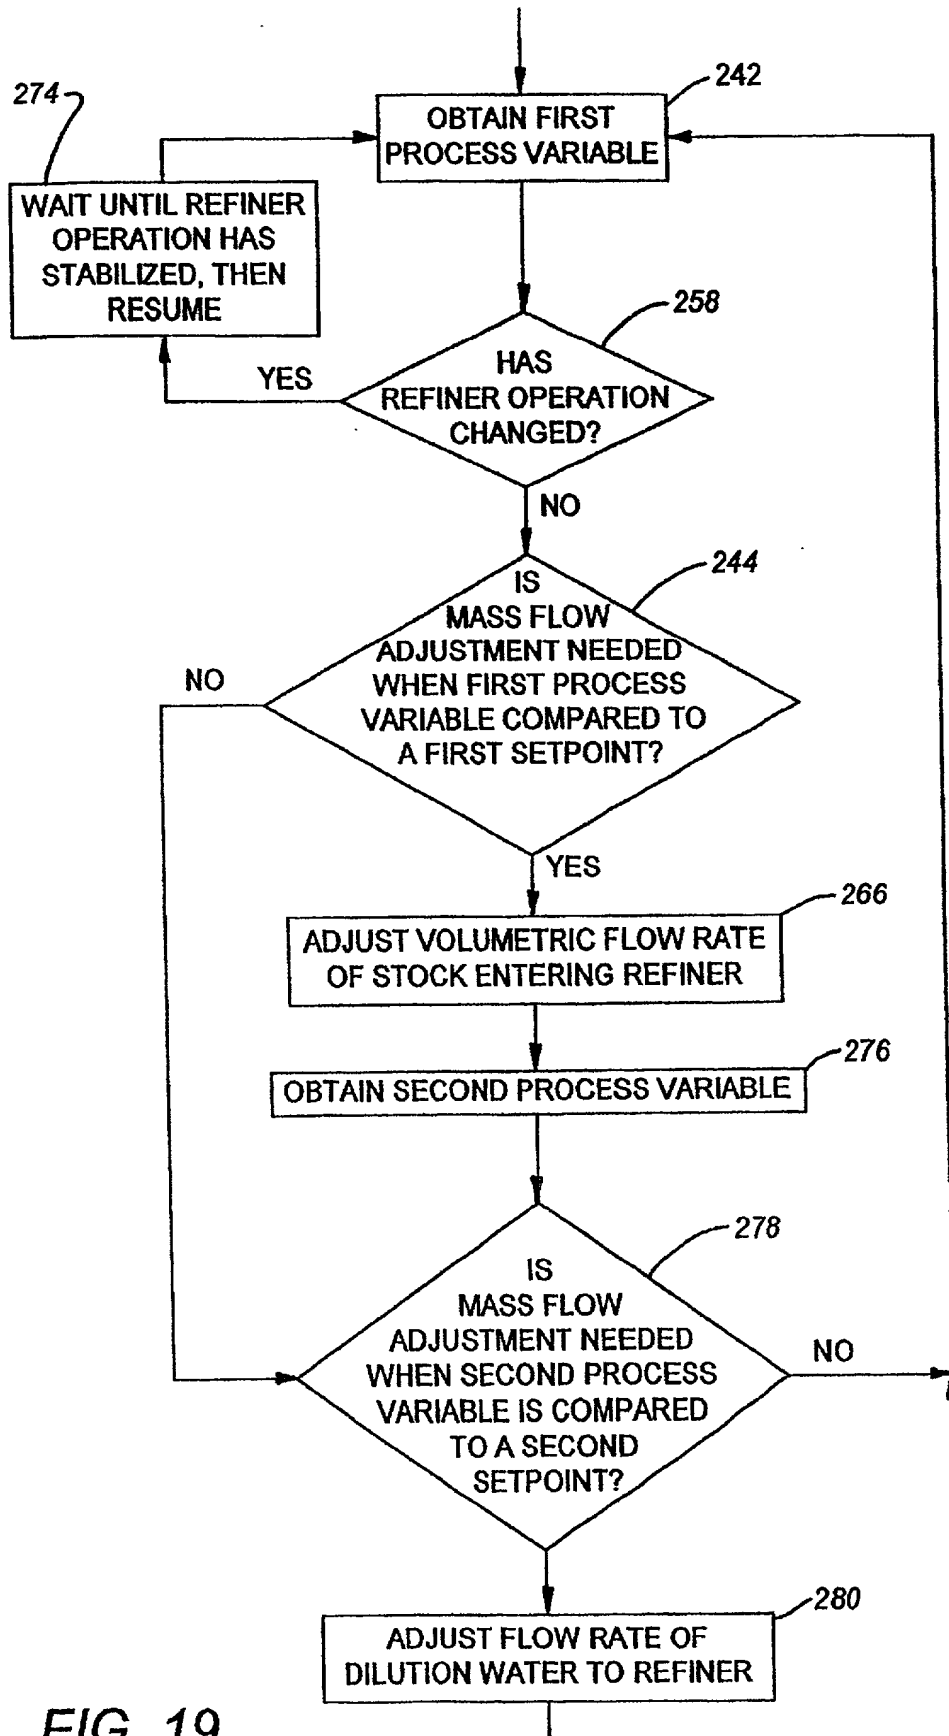 242
274
OBTAIN FIRST
PROCESS VARIABLE
WAIT UNTIL REFINER
OPERATION HAS
STABILIZED, THEN
RESUME
258
YES
HAS
REFINER OPERATION
CHANGED?
NO
244
IS
MASS FLOW
ADJUSTMENT NEEDED
WHEN FIRST PROCESS
VARIABLE COMPARED TO
A FIRST SETPOINT?
NO
YES
266
ADJUST VOLUMETRIC FLOW RATE
OF STOCK ENTERING REFINER
276
OBTAIN SECOND PROCESS VARIABLE
278
IS
MASS FLOW
ADJUSTMENT NEEDED
WHEN SECOND PROCESS
VARIABLE IS COMPARED
TO A SECOND
SETPOINT?
NO
280
ADJUST FLOW RATE OF
DILUTION WATER TO REFINER
FIG. 19